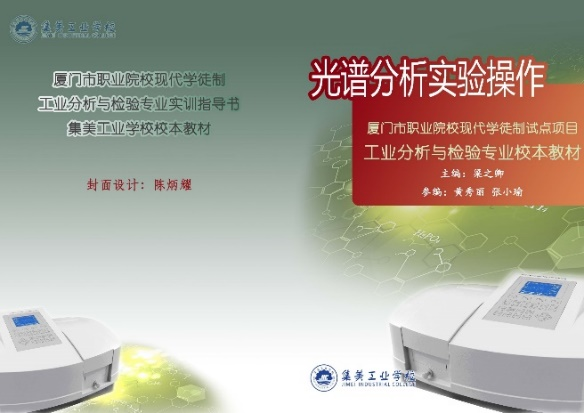 集美工业学校
厦门市职业院校现代学徒制
工业分析与检验专业实训指导书
集美工业学校校本教材
封面设计：陈炳耀
光谱分析实验操作
厦门市职业院校现代学徒制试点项目
工业分析与检验专业校本教材
主编：梁之卿
参编：黄秀丽 张小瑜
H₃PO₄
集美工业学校
JIMEI INDUSTRIAL COLLEGE